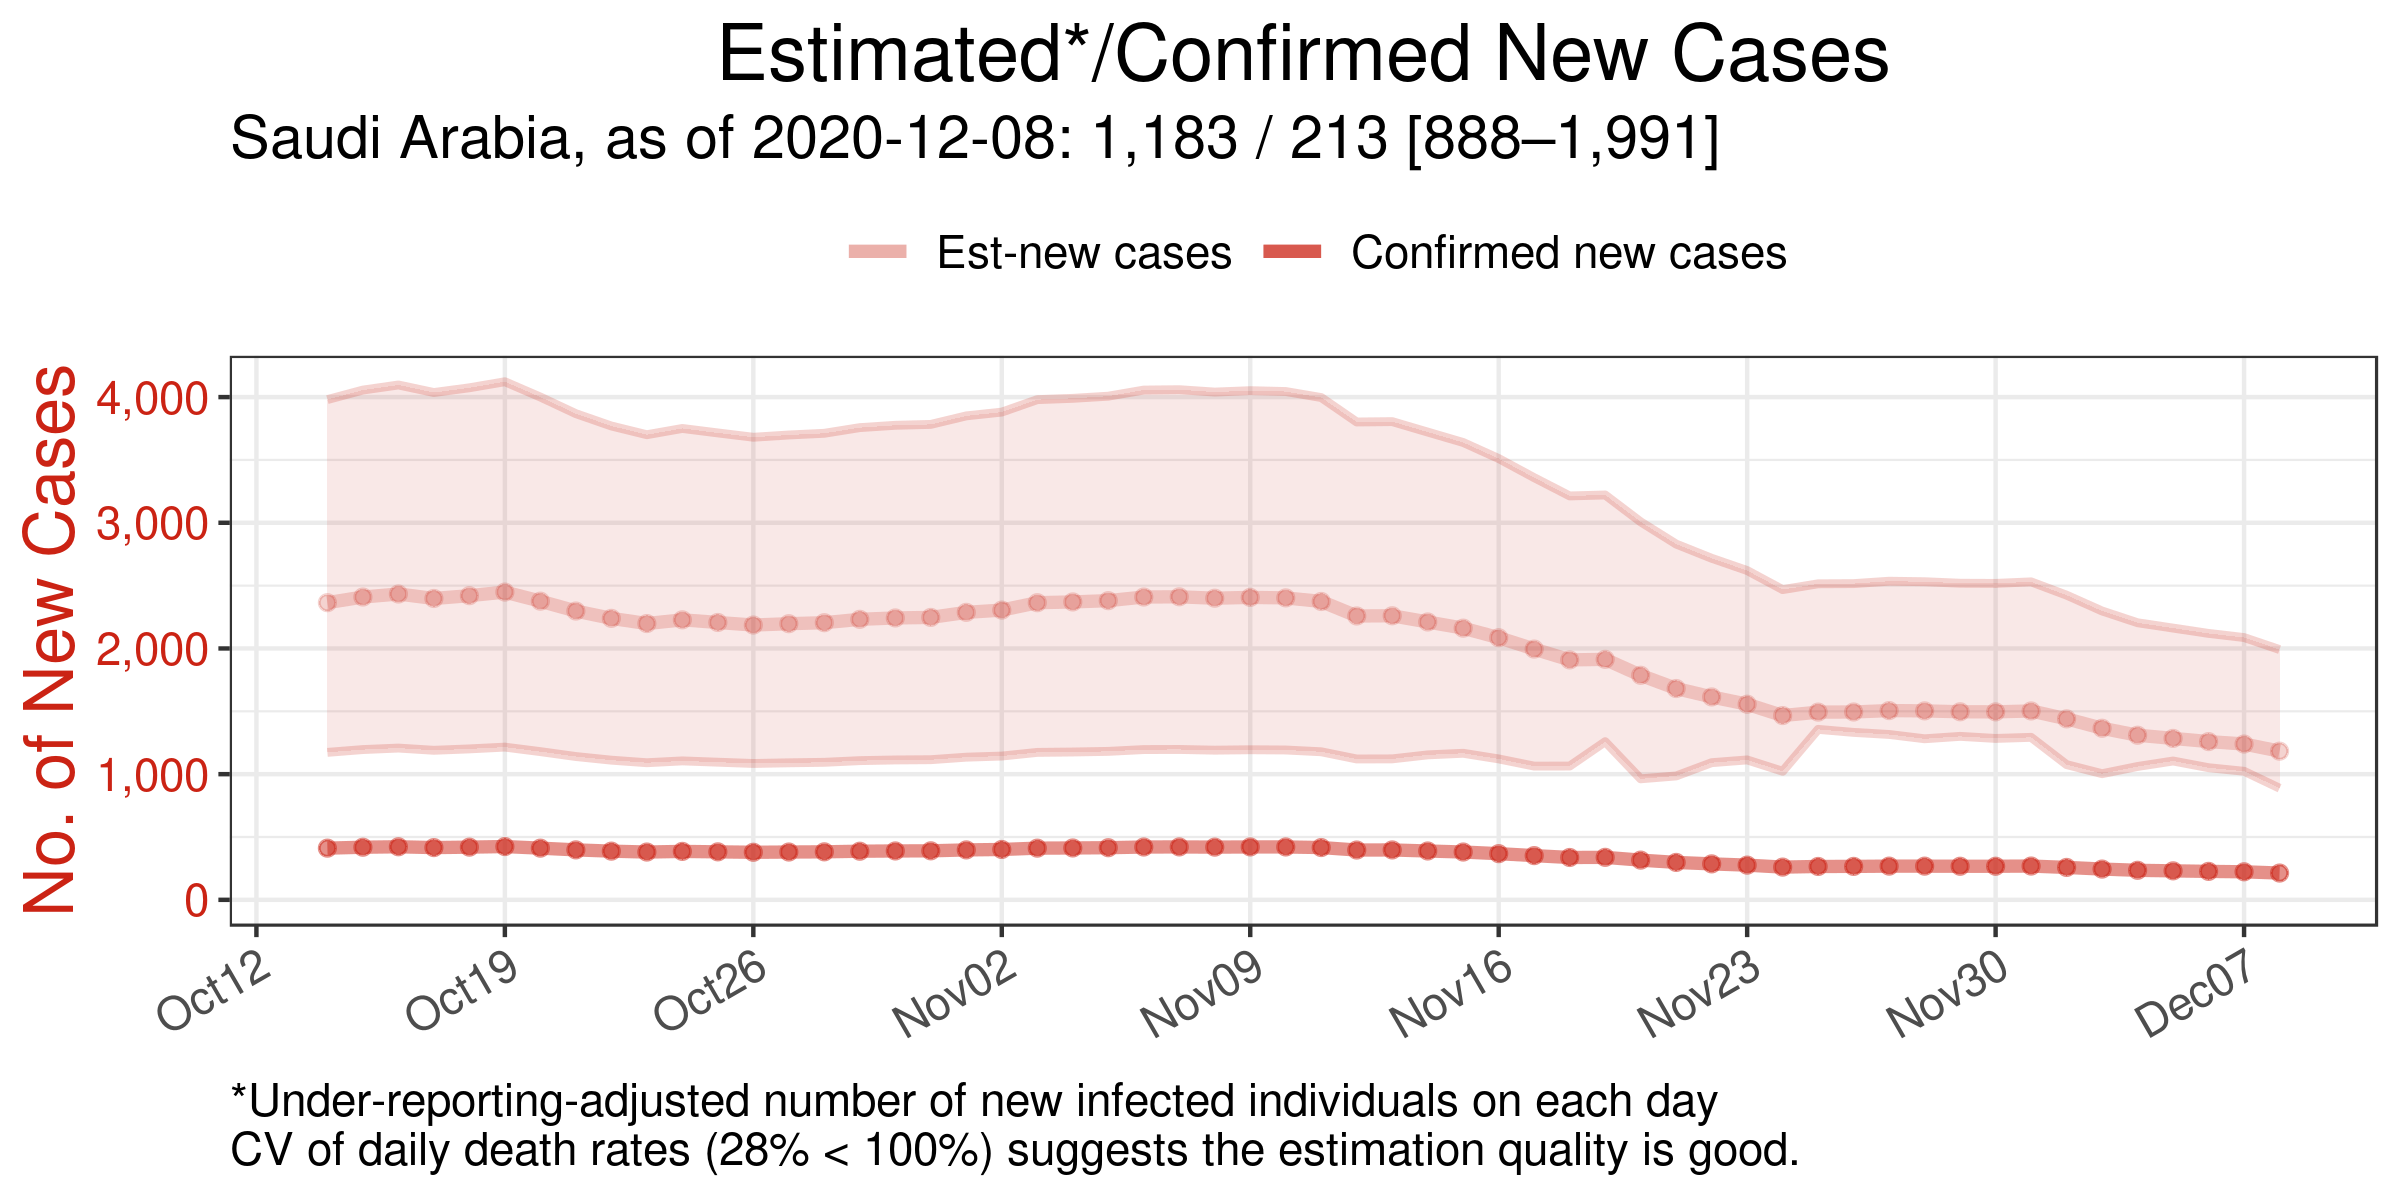 Estimated*/Confirmed New Cases
Saudi Arabia, as of 2020-12-08: 1,183 / 213 [888–1,991]
Est-new cases
Confirmed new cases
No. of New Cases
4,000
3,000
2,000
1,000
0
Oct12
Oct19
Oct26
Nov02
Nov09
Nov16
Nov23
Nov30
Dec07
*Under-reporting-adjusted number of new infected individuals on each day
CV of daily death rates (28% < 100%) suggests the estimation quality is good.